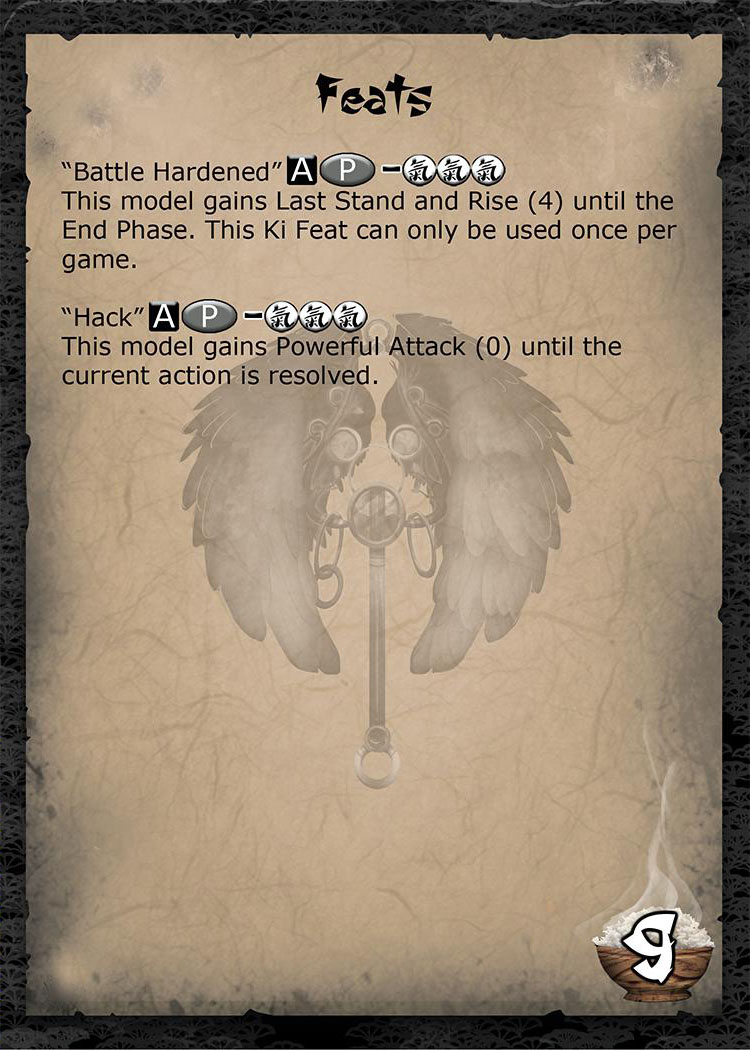 Feats
“Battle Hardened” A P -氣氣氣
This model gains Last Stand and Rise (4) until the
End Phase. This Ki Feat can only be used once per
game.
“Hack” A P -氣氣氣
This model gains Powerful Attack (0) until the
current action is resolved.
9